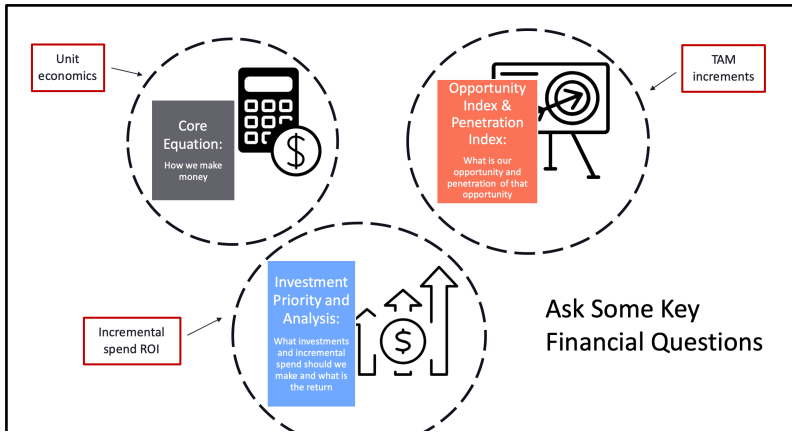 Unit
economics
Core
Equation:
How we make
money
$
Opportunity
Index &
Penetration
Index:
What is our
opportunity and
penetration of that
opportunity
TAM
increments
Investment
Priority and
Analysis:
What investments
and incremental
spend should we
make and what is
the return
$
Incremental
spend ROI
Ask Some Key
Financial Questions